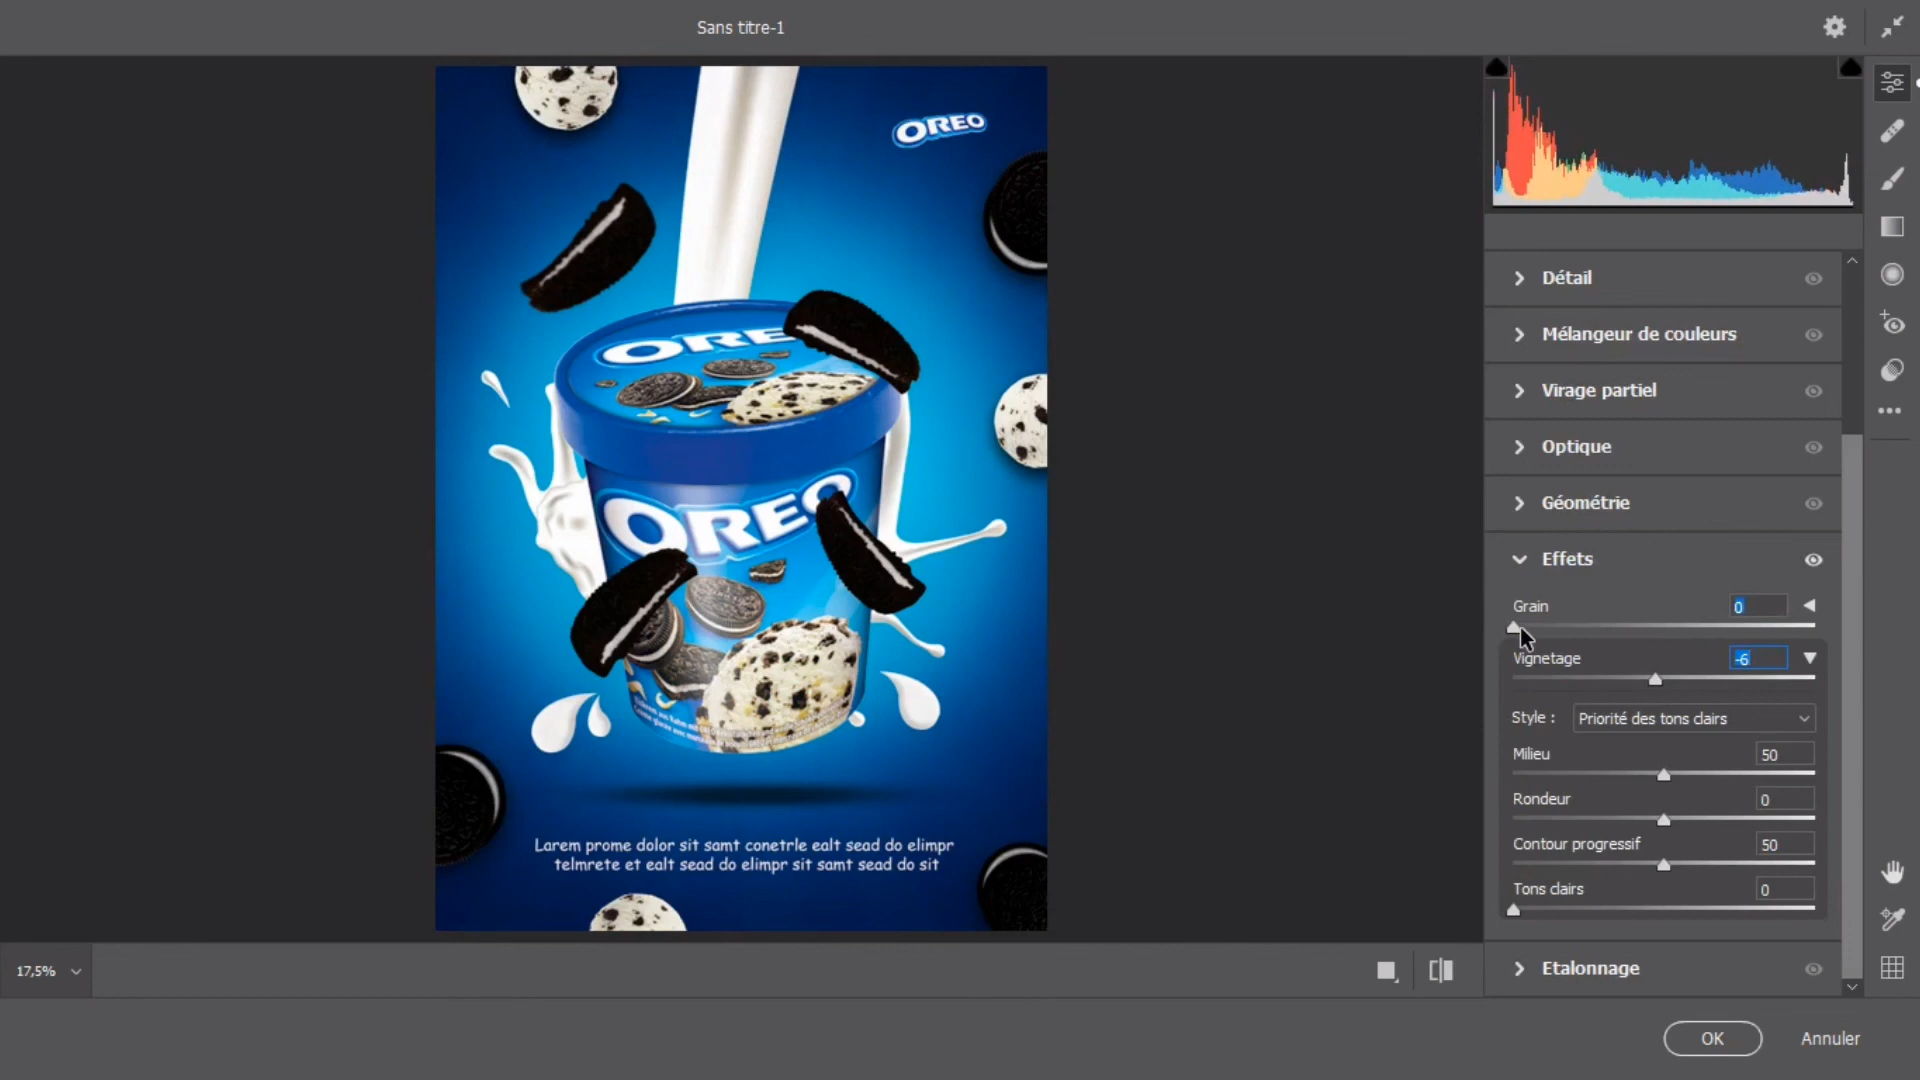 Sans titre-1
OREO
ORE
OREO
Larem prome dolor sit samt conetrle ealt sead do elimpr
telmrete et ealt sead do elimpr sit samt sead do sit
Détail
Mélangeur de couleurs
Virage partiel
Optique
Géométrie
Effets
Grain 0
Vignetage -6
Style : Priorité des tons clairs
Milieu 50
Rondeur 0
Contour progressif 50
Tons clairs 0
Etalonnage
17,5%
OK Annuler